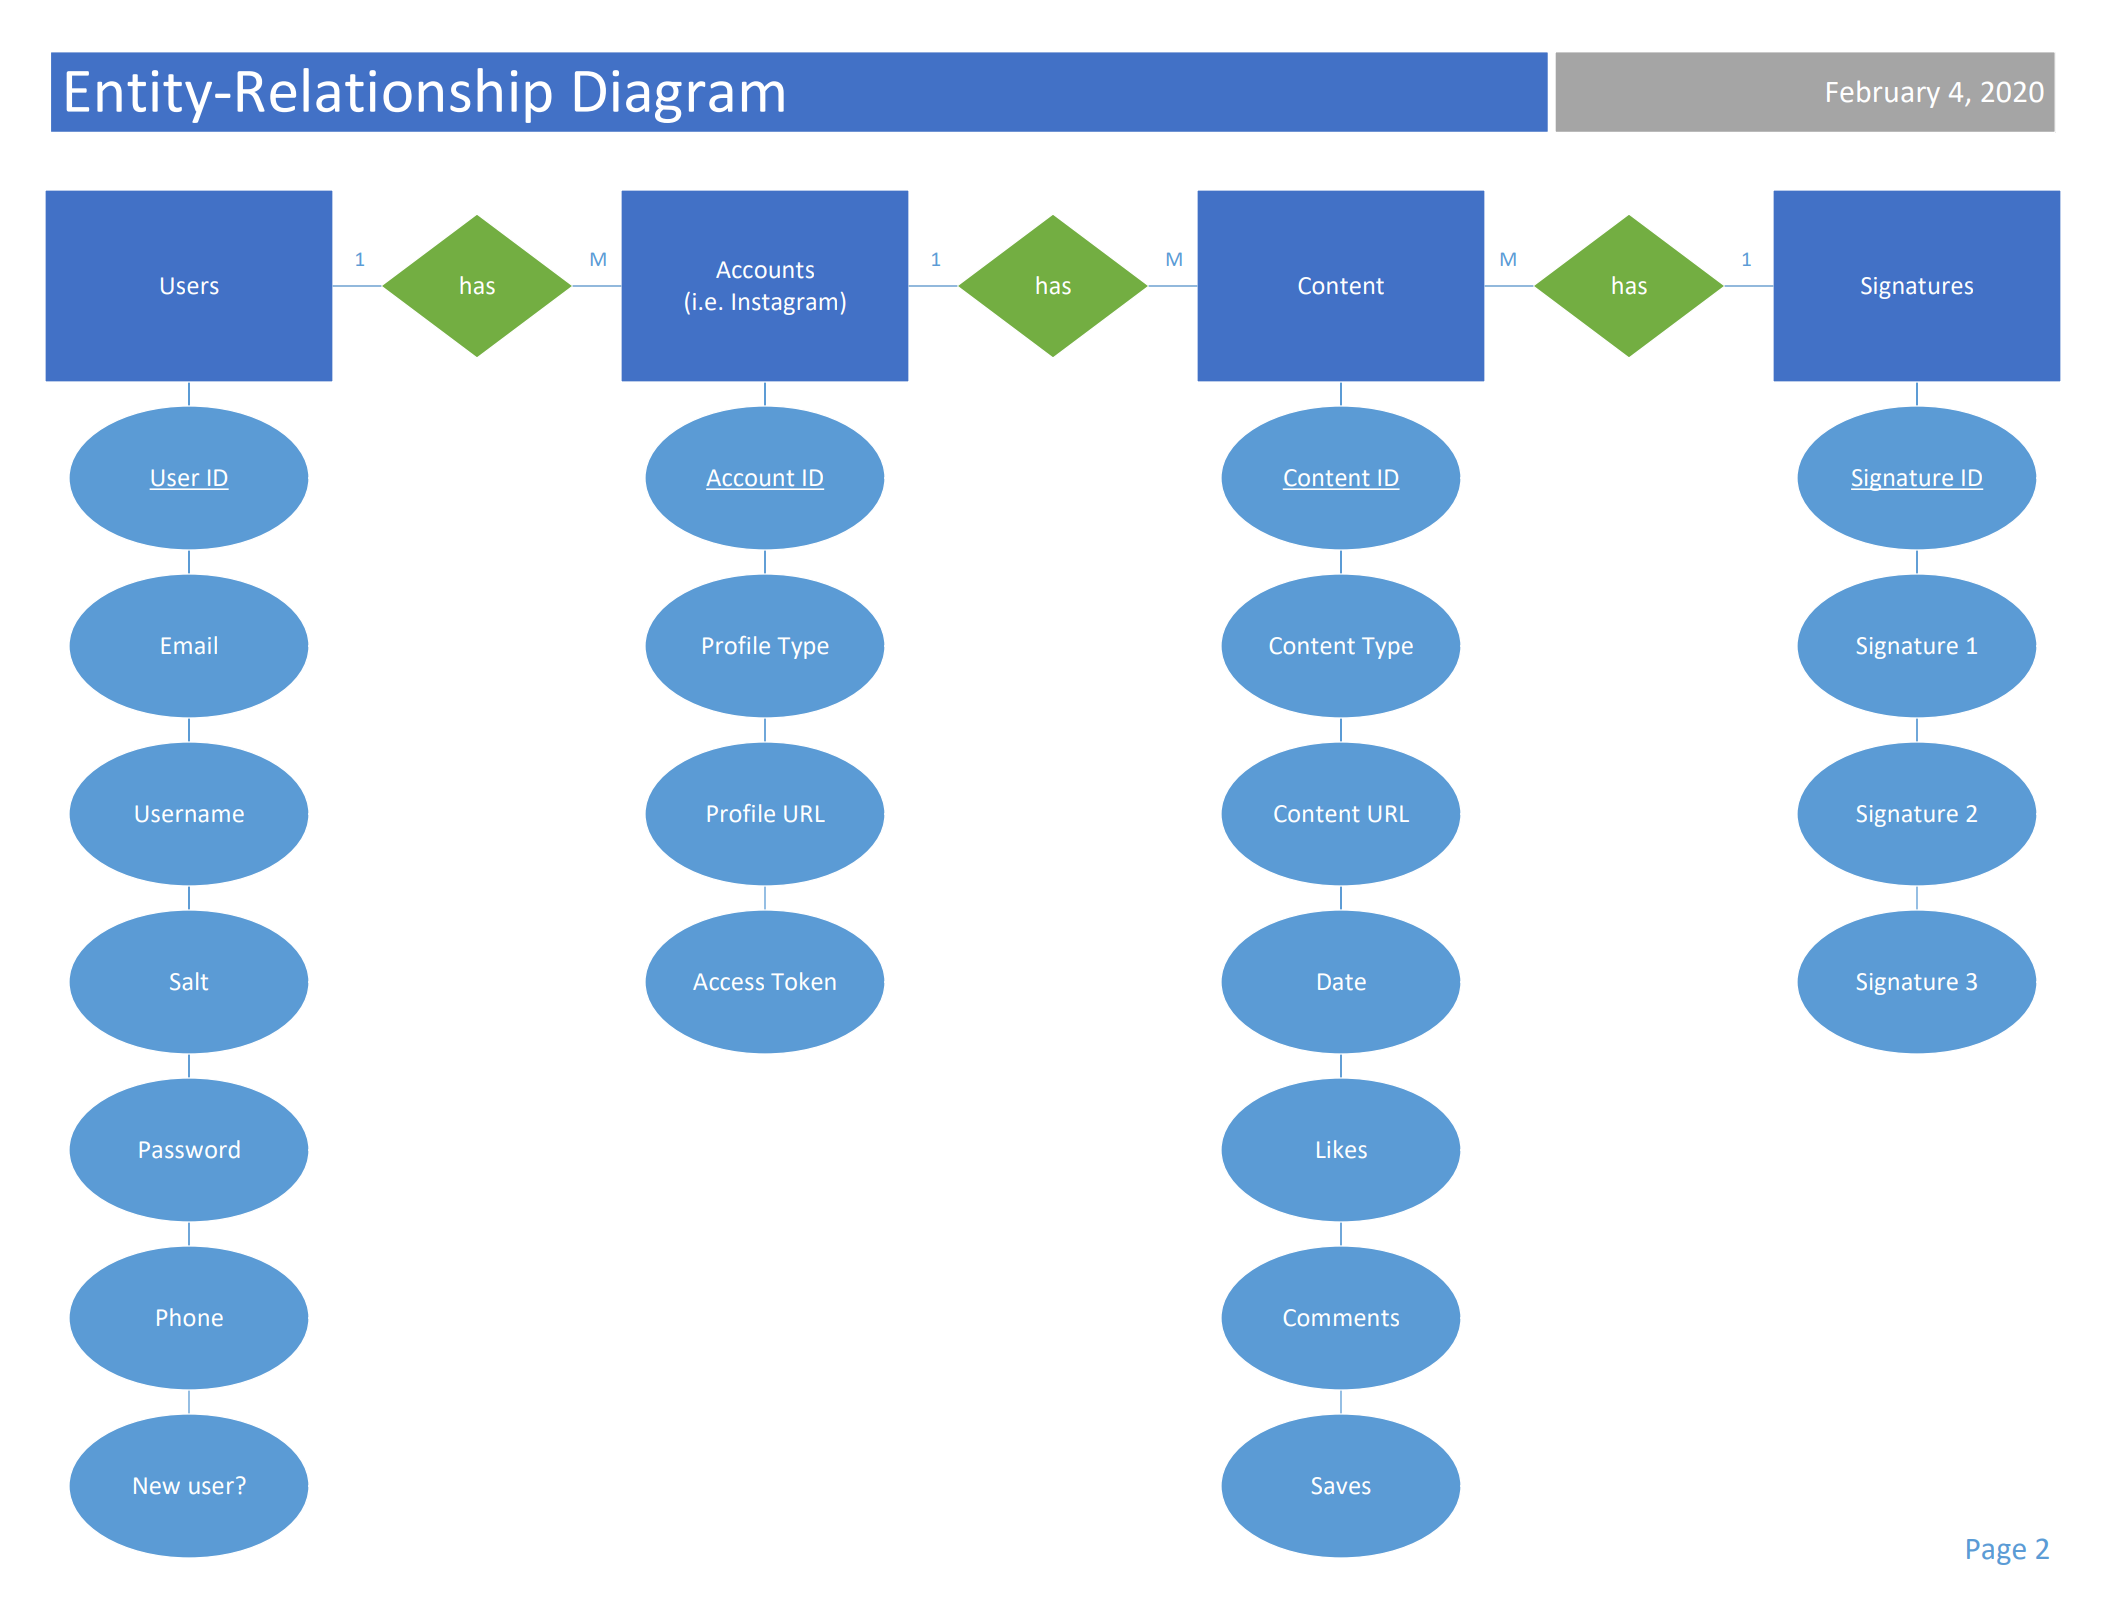 Entity-Relationship Diagram
February 4, 2020
Users
1
has
M
Accounts
(i.e. Instagram)
1
has
M
Content
M
has
1
Signatures
User ID
Email
Username
Salt
Password
Phone
New user?
Account ID
Profile Type
Profile URL
Access Token
Content ID
Content Type
Content URL
Date
Likes
Comments
Saves
Signature ID
Signature 1
Signature 2
Signature 3
Page 2